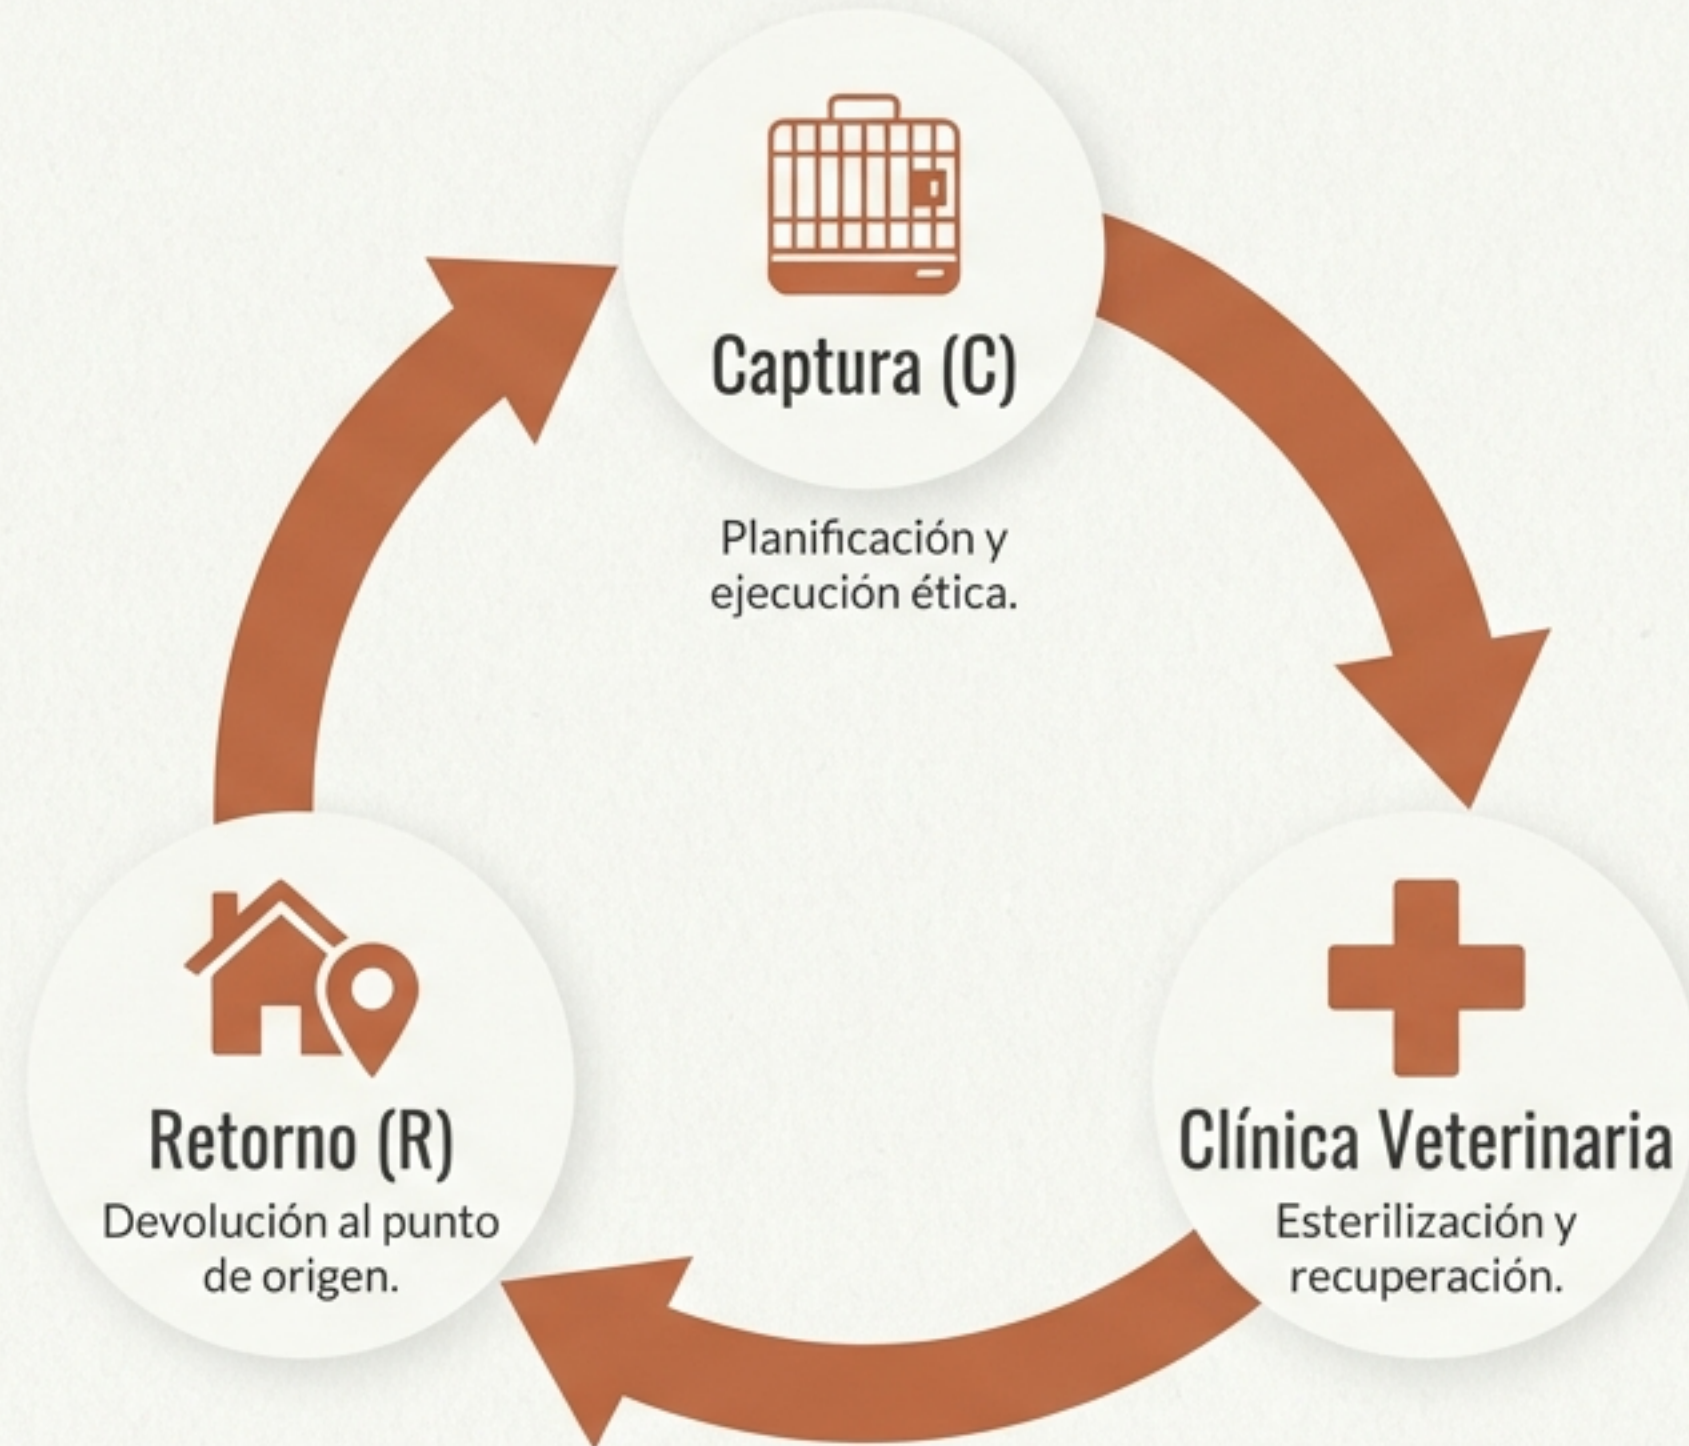 Captura (C)
Planificación y
ejecución ética.
Clínica Veterinaria
Esterilización y
recuperación.
Retorno (R)
Devolución al punto
de origen.